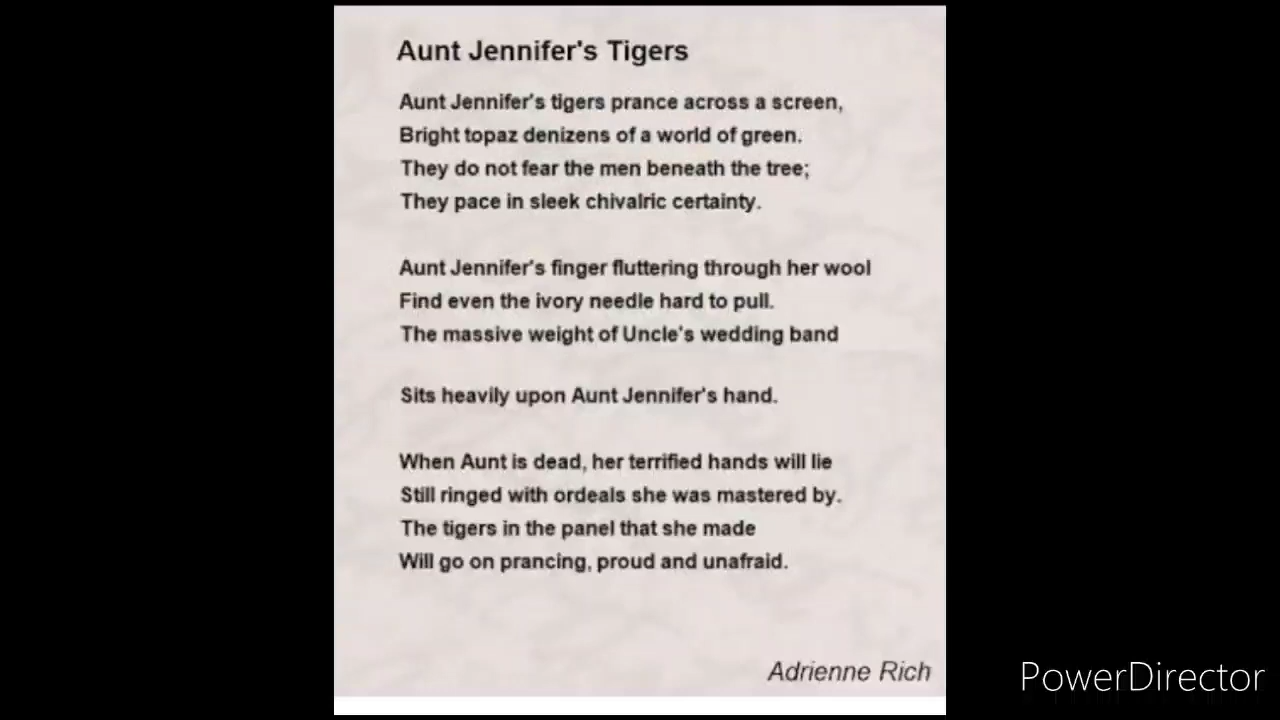 Aunt Jennifer's Tigers
Aunt Jennifer's tigers prance across a screen,
Bright topaz denizens of a world of green.
They do not fear the men beneath the tree;
They pace in sleek chivalric certainty.
Aunt Jennifer's finger fluttering through her wool
Find even the ivory needle hard to pull.
The massive weight of Uncle's wedding band
Sits heavily upon Aunt Jennifer's hand.
When Aunt is dead, her terrified hands will lie
Still ringed with ordeals she was mastered by.
The tigers in the panel that she made
Will go on prancing, proud and unafraid.
Adrienne Rich
PowerDirector